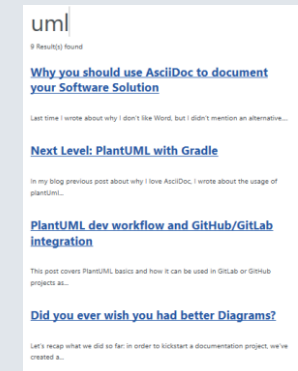 uml
9 Result(s) found
Why you should use AsciiDoc to document
your Software Solution
Last time I wrote about why I don't like Word, but I didn't mention an alternative,...
Next Level: PlantUML with Gradle
In my blog previous post about why I love AsciiDoc, I wrote about the usage of
plantUml...
PlantUML dev workflow and GitHub/GitLab
integration
This post covers PlantUML basics and how it can be used in GitLab or GitHub
projects as...
Did you ever wish you had better Diagrams?
Let's recap what we did so far: in order to kickstart a documentation project, we've
created a...